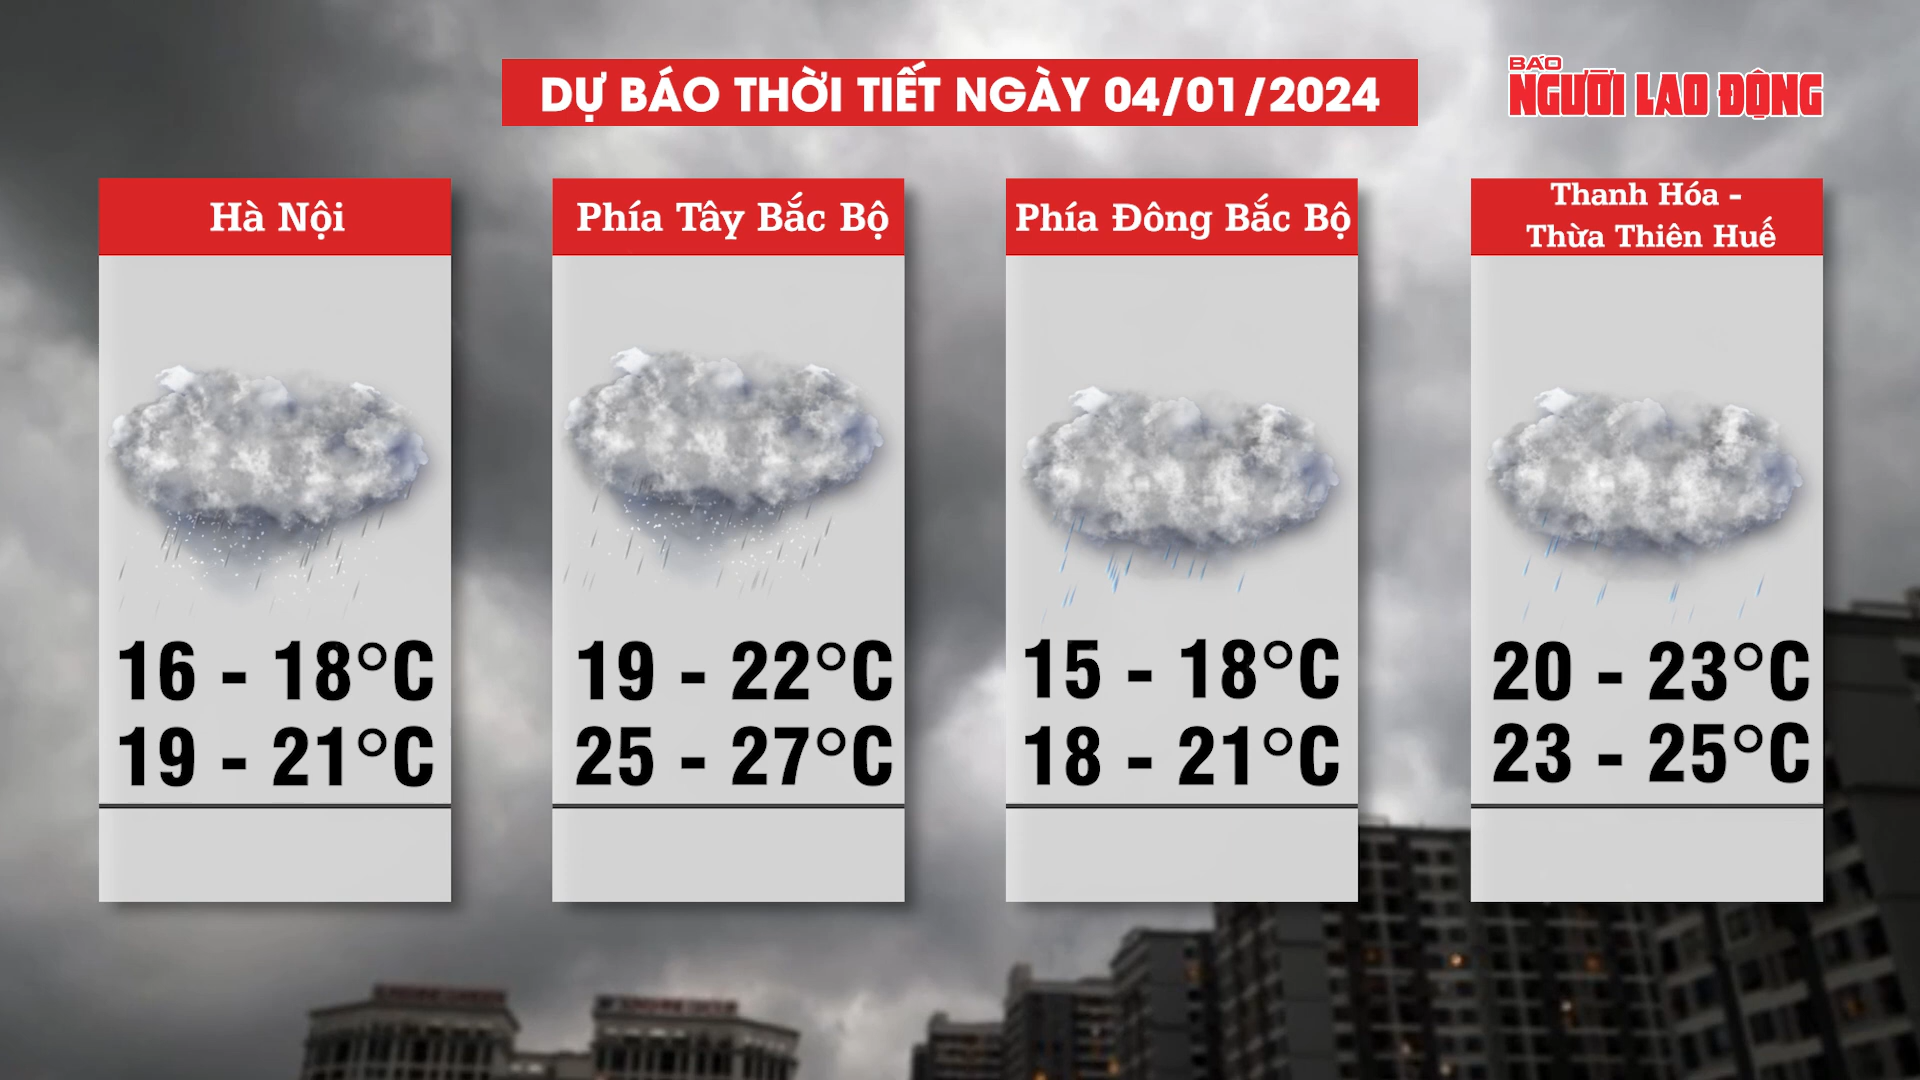 DỰ BÁO THỜI TIẾT NGÀY 04/01/2024
BÁO
NGƯỜI LAO ĐỘNG
Hà Nội
16 - 18°C
19 - 21°C
Phía Tây Bắc Bộ
19 - 22°C
25 - 27°C
Phía Đông Bắc Bộ
15 - 18°C
18 - 21°C
Thanh Hóa -
Thừa Thiên Huế
20 - 23°C
23 - 25°C